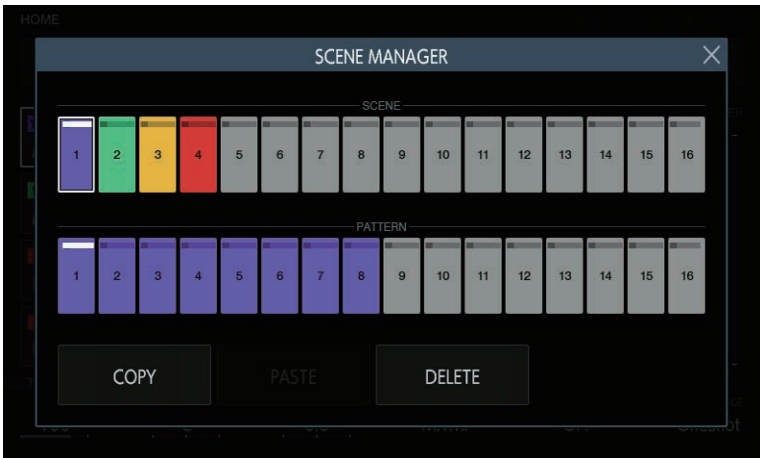 HOME
SCENE MANAGER
SCENE
1 2 3 4 5 6 7 8 9 10 11 12 13 14 15 16
PATTERN
1 2 3 4 5 6 7 8 9 10 11 12 13 14 15 16
COPY PASTE DELETE